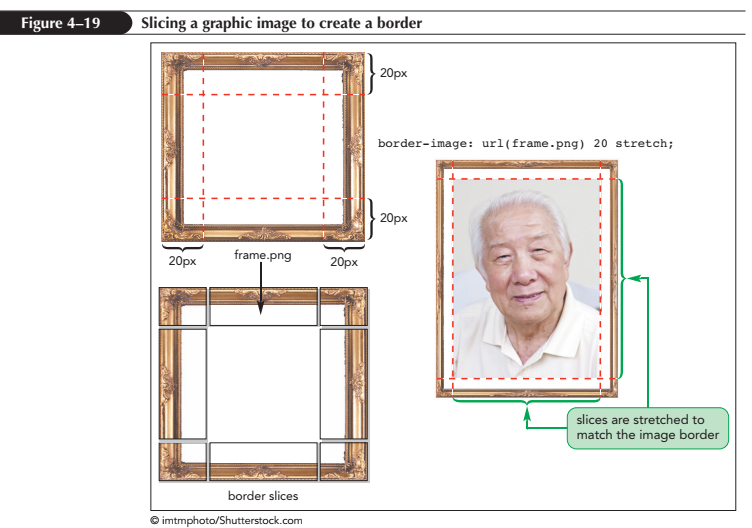 Figure 4–19 Slicing a graphic image to create a border
20px
border-image: url(frame.png) 20 stretch;
20px
20px
frame.png
20px
slices are stretched to
match the image border
border slices
© imtmphoto/Shutterstock.com